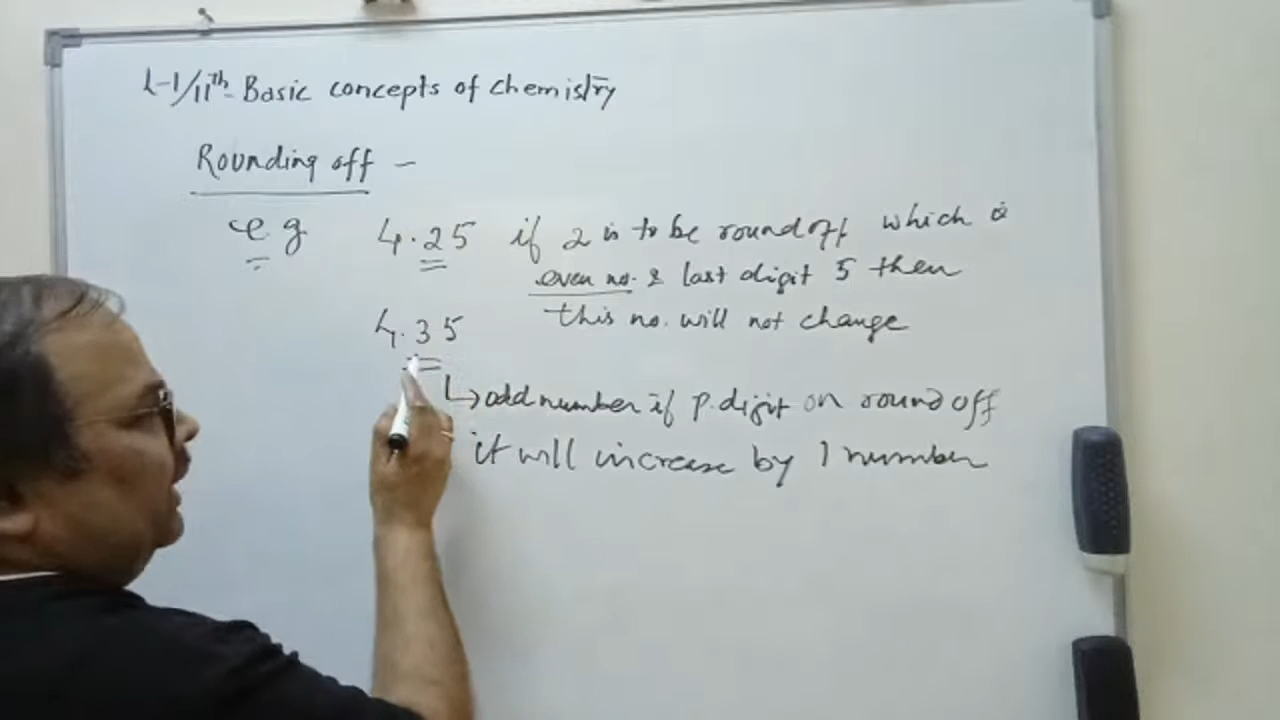 L-1/11th - Basic concepts of chemistry
Rounding off -
e.g 4.25 if 2 is to be round off which is
even no. & last digit 5 then
this no. will not change
4.35
↳ odd number if p. digit on round off
it will increase by 1 number